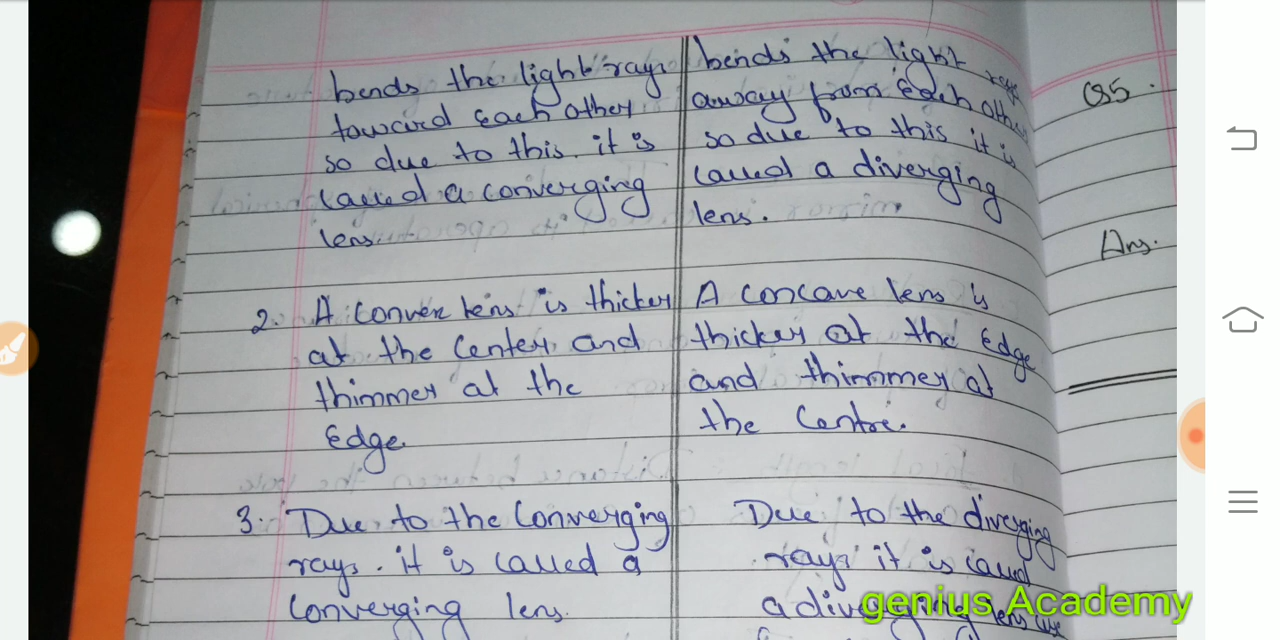 bends the light rays
toward each other
so due to this. it is
called a converging
lens.
2. A convex lens is thicker
at the center and
thimmer at the
Edge.
3. Due to the converging
rays. it is called a
converging lens.
bends the light rays
away from each other
so due to this it is
called a diverging
lens.
A concave lens is
thicker at the Edge
and thimmer at
the centre.
Due to the diverging
rays it is called
a diverging lens
Q5.
Ans.
genius Academy